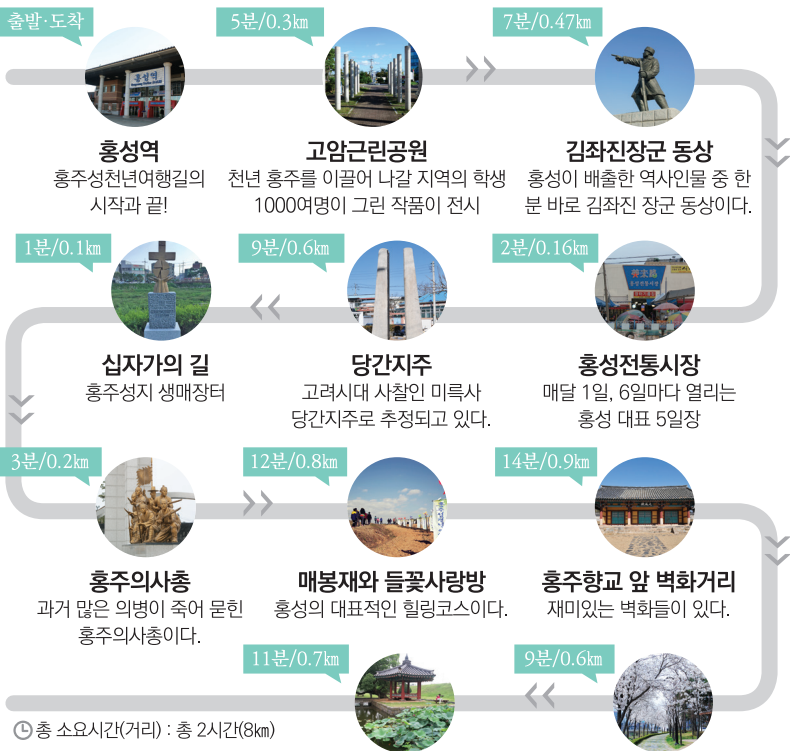 출발·도착
5분/0.3㎞
7분/0.47㎞
홍성역
홍성역
고암근린공원
김좌진장군 동상
홍주성천년여행길의
시작과 끝!
천년 홍주를 이끌어 나갈 지역의 학생
1000여명이 그린 작품이 전시
홍성이 배출한 역사인물 중 한
분 바로 김좌진 장군 동상이다.
1분/0.1㎞
9분/0.6㎞
2분/0.16㎞
십자가의 길
당간지주
홍성전통시장
홍주성지 생매장터
고려시대 사찰인 미륵사
당간지주로 추정되고 있다.
매달 1일, 6일마다 열리는
홍성 대표 5일장
3분/0.2㎞
12분/0.8㎞
14분/0.9㎞
홍주의사총
매봉재와 들꽃사랑방
홍주향교 앞 벽화거리
과거 많은 의병이 죽어 묻힌
홍주의사총이다.
홍성의 대표적인 힐링코스이다.
재미있는 벽화들이 있다.
11분/0.7㎞
9분/0.6㎞
총 소요시간(거리) : 총 2시간(8㎞)